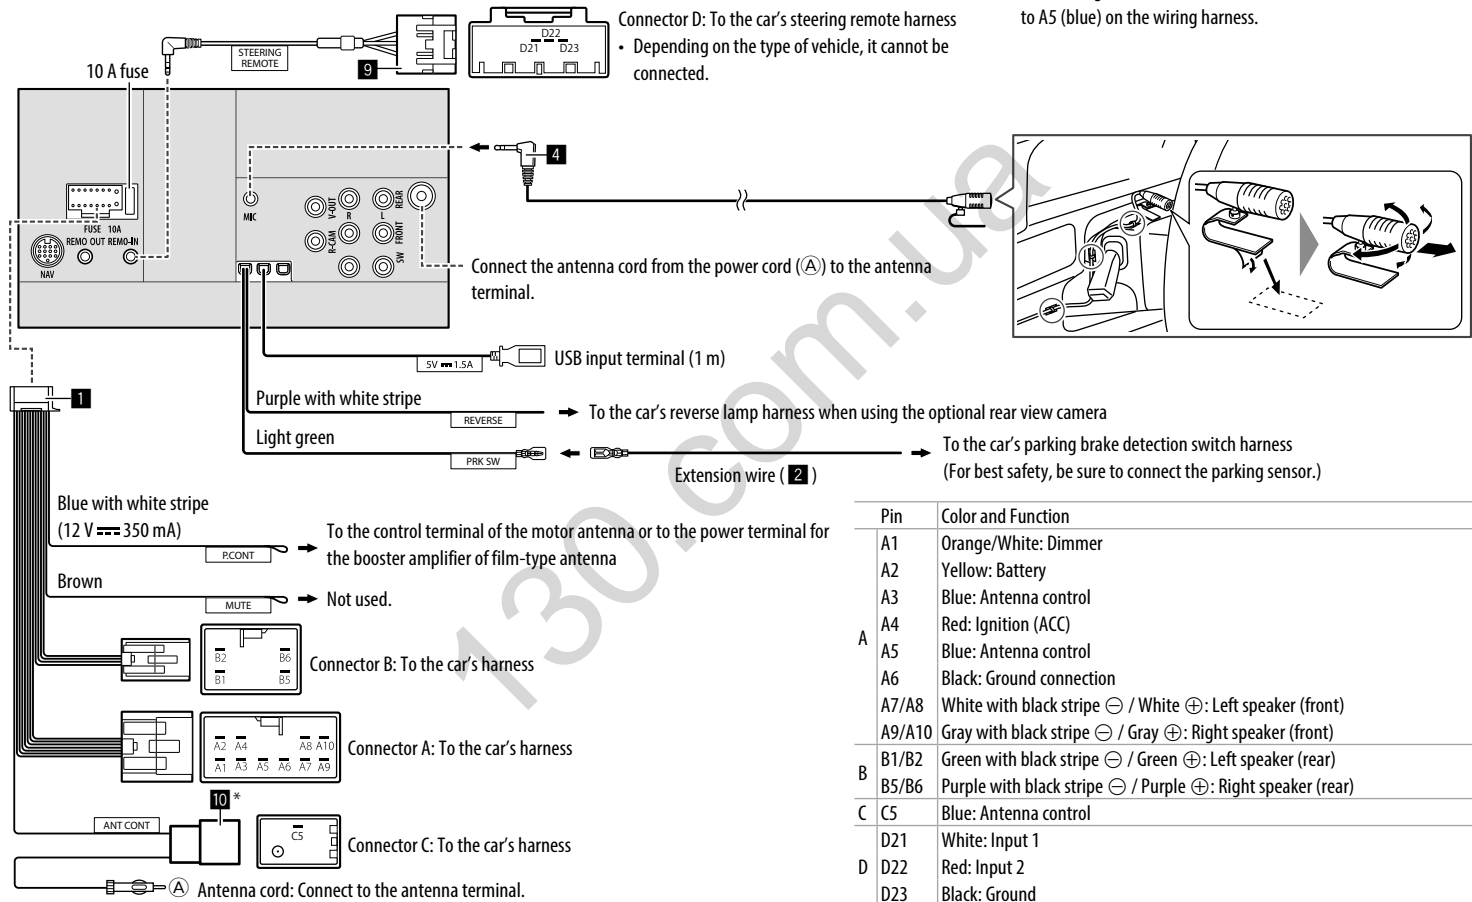 Connector D: To the car's steering remote harness
• Depending on the type of vehicle, it cannot be
connected.
to A5 (blue) on the wiring harness.
D22
D21 D23
STEERING
REMOTE
9
10 A fuse
4
MIC
V-OUT
R-CAM
R
L
REAR
FRONT
SW
FUSE 10A
REMO OUT REMO-IN
NAV
Connect the antenna cord from the power cord (Ⓐ) to the antenna
terminal.
5V ⎓ 1.5A
USB input terminal (1 m)
1
Purple with white stripe
REVERSE
To the car's reverse lamp harness when using the optional rear view camera
Light green
PRK SW
Extension wire ( 2 )
To the car's parking brake detection switch harness
(For best safety, be sure to connect the parking sensor.)
Blue with white stripe
(12 V ⎓ 350 mA)
P.CONT
To the control terminal of the motor antenna or to the power terminal for
the booster amplifier of film-type antenna
Brown
MUTE
Not used.
B2 B6
B1 B5
Connector B: To the car's harness
A2 A4 A8 A10
A1 A3 A5 A6 A7 A9
Connector A: To the car's harness
10 *
ANT CONT
C5
Connector C: To the car's harness
Ⓐ Antenna cord: Connect to the antenna terminal.
Pin Color and Function
A
A1 Orange/White: Dimmer
A2 Yellow: Battery
A3 Blue: Antenna control
A4 Red: Ignition (ACC)
A5 Blue: Antenna control
A6 Black: Ground connection
A7/A8 White with black stripe ⊖ / White ⊕: Left speaker (front)
A9/A10 Gray with black stripe ⊖ / Gray ⊕: Right speaker (front)
B
B1/B2 Green with black stripe ⊖ / Green ⊕: Left speaker (rear)
B5/B6 Purple with black stripe ⊖ / Purple ⊕: Right speaker (rear)
C C5 Blue: Antenna control
D
D21 White: Input 1
D22 Red: Input 2
D23 Black: Ground
130.com.ua